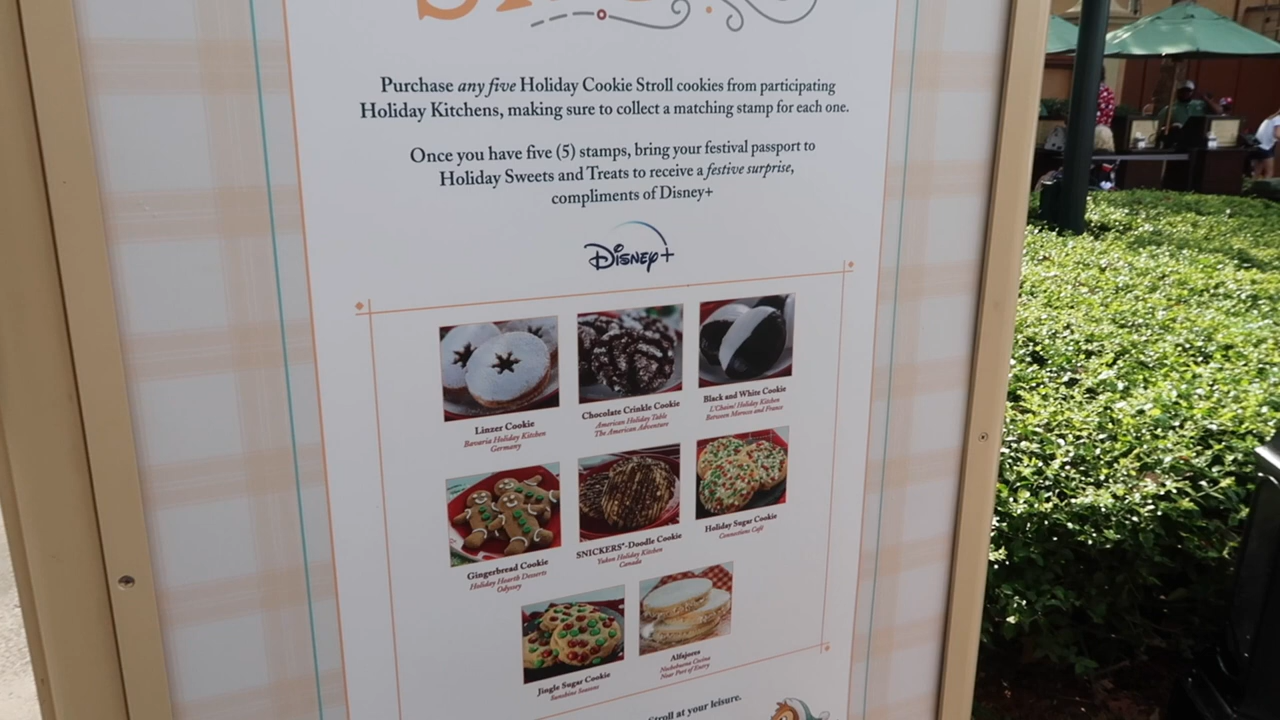 Purchase any five Holiday Cookie Stroll cookies from participating
Holiday Kitchens, making sure to collect a matching stamp for each one.
Once you have five (5) stamps, bring your festival passport to
Holiday Sweets and Treats to receive a festive surprise,
compliments of Disney+
Disney+
Linzer Cookie
Bavaria Holiday Kitchen
Germany
Chocolate Crinkle Cookie
American Holiday Table
The American Adventure
Black and White Cookie
L'Chaim! Holiday Kitchen
Between Morocco and France
Gingerbread Cookie
Holiday Hearth Desserts
Odyssey
SNICKERS®-Doodle Cookie
Yukon Holiday Kitchen
Canada
Holiday Sugar Cookie
Connections Café
Jingle Sugar Cookie
Sunshine Seasons
Alfajores
Nochebuena Cocina
Near Port of Entry
Stroll at your leisure.